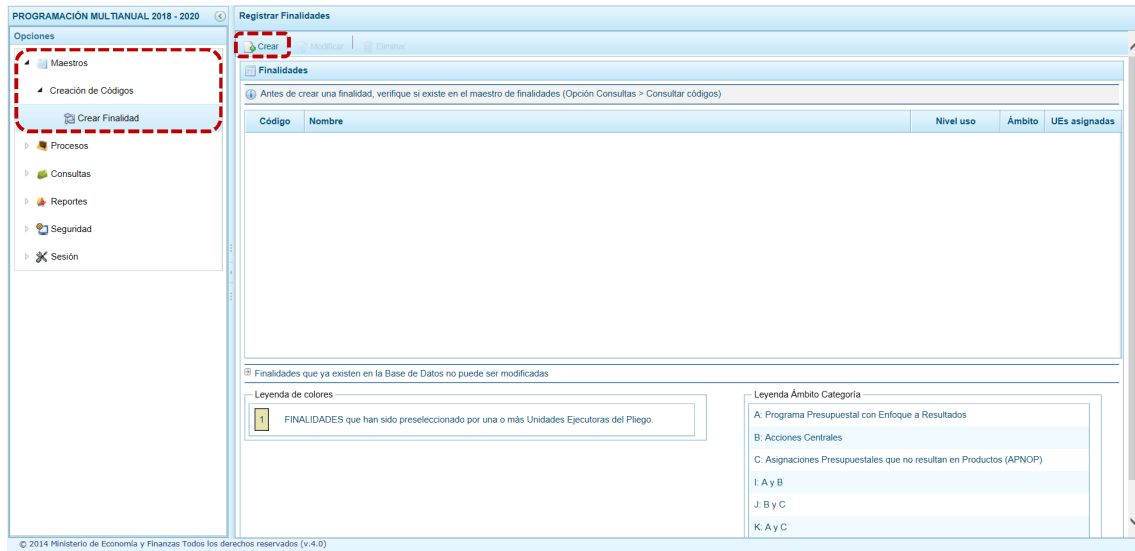 PROGRAMACIÓN MULTIANUAL 2018 - 2020
Opciones
Maestros
Creación de Códigos
Crear Finalidad
Procesos
Consultas
Reportes
Seguridad
Sesión
Registrar Finalidades
Crear Modificar Eliminar
Finalidades
Antes de crear una finalidad, verifique si existe en el maestro de finalidades (Opción Consultas > Consultar códigos)
Código Nombre Nivel uso Ámbito UEs asignadas
Finalidades que ya existen en la Base de Datos no puede ser modificadas
Leyenda de colores
1 FINALIDADES que han sido preseleccionado por una o más Unidades Ejecutoras del Pliego.
Leyenda Ámbito Categoría
A: Programa Presupuestal con Enfoque a Resultados
B: Acciones Centrales
C: Asignaciones Presupuestales que no resultan en Productos (APNOP)
I: A y B
J: B y C
K: A y C
© 2014 Ministerio de Economía y Finanzas Todos los derechos reservados (v.4.0)